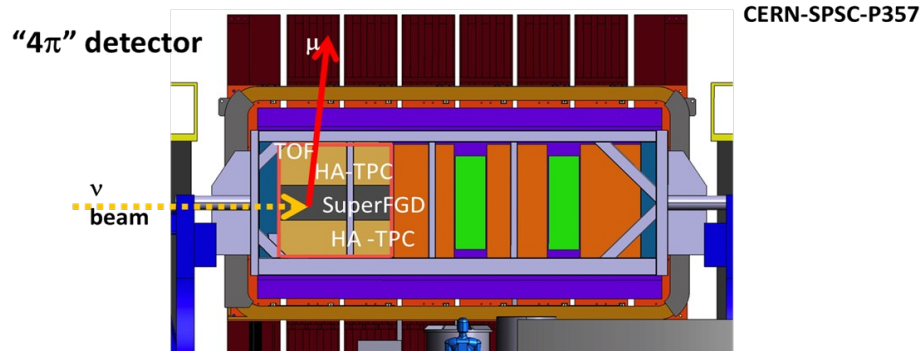 CERN-SPSC-P357
“4π” detector
μ
TOF
HA-TPC
ν
beam
SuperFGD
HA -TPC